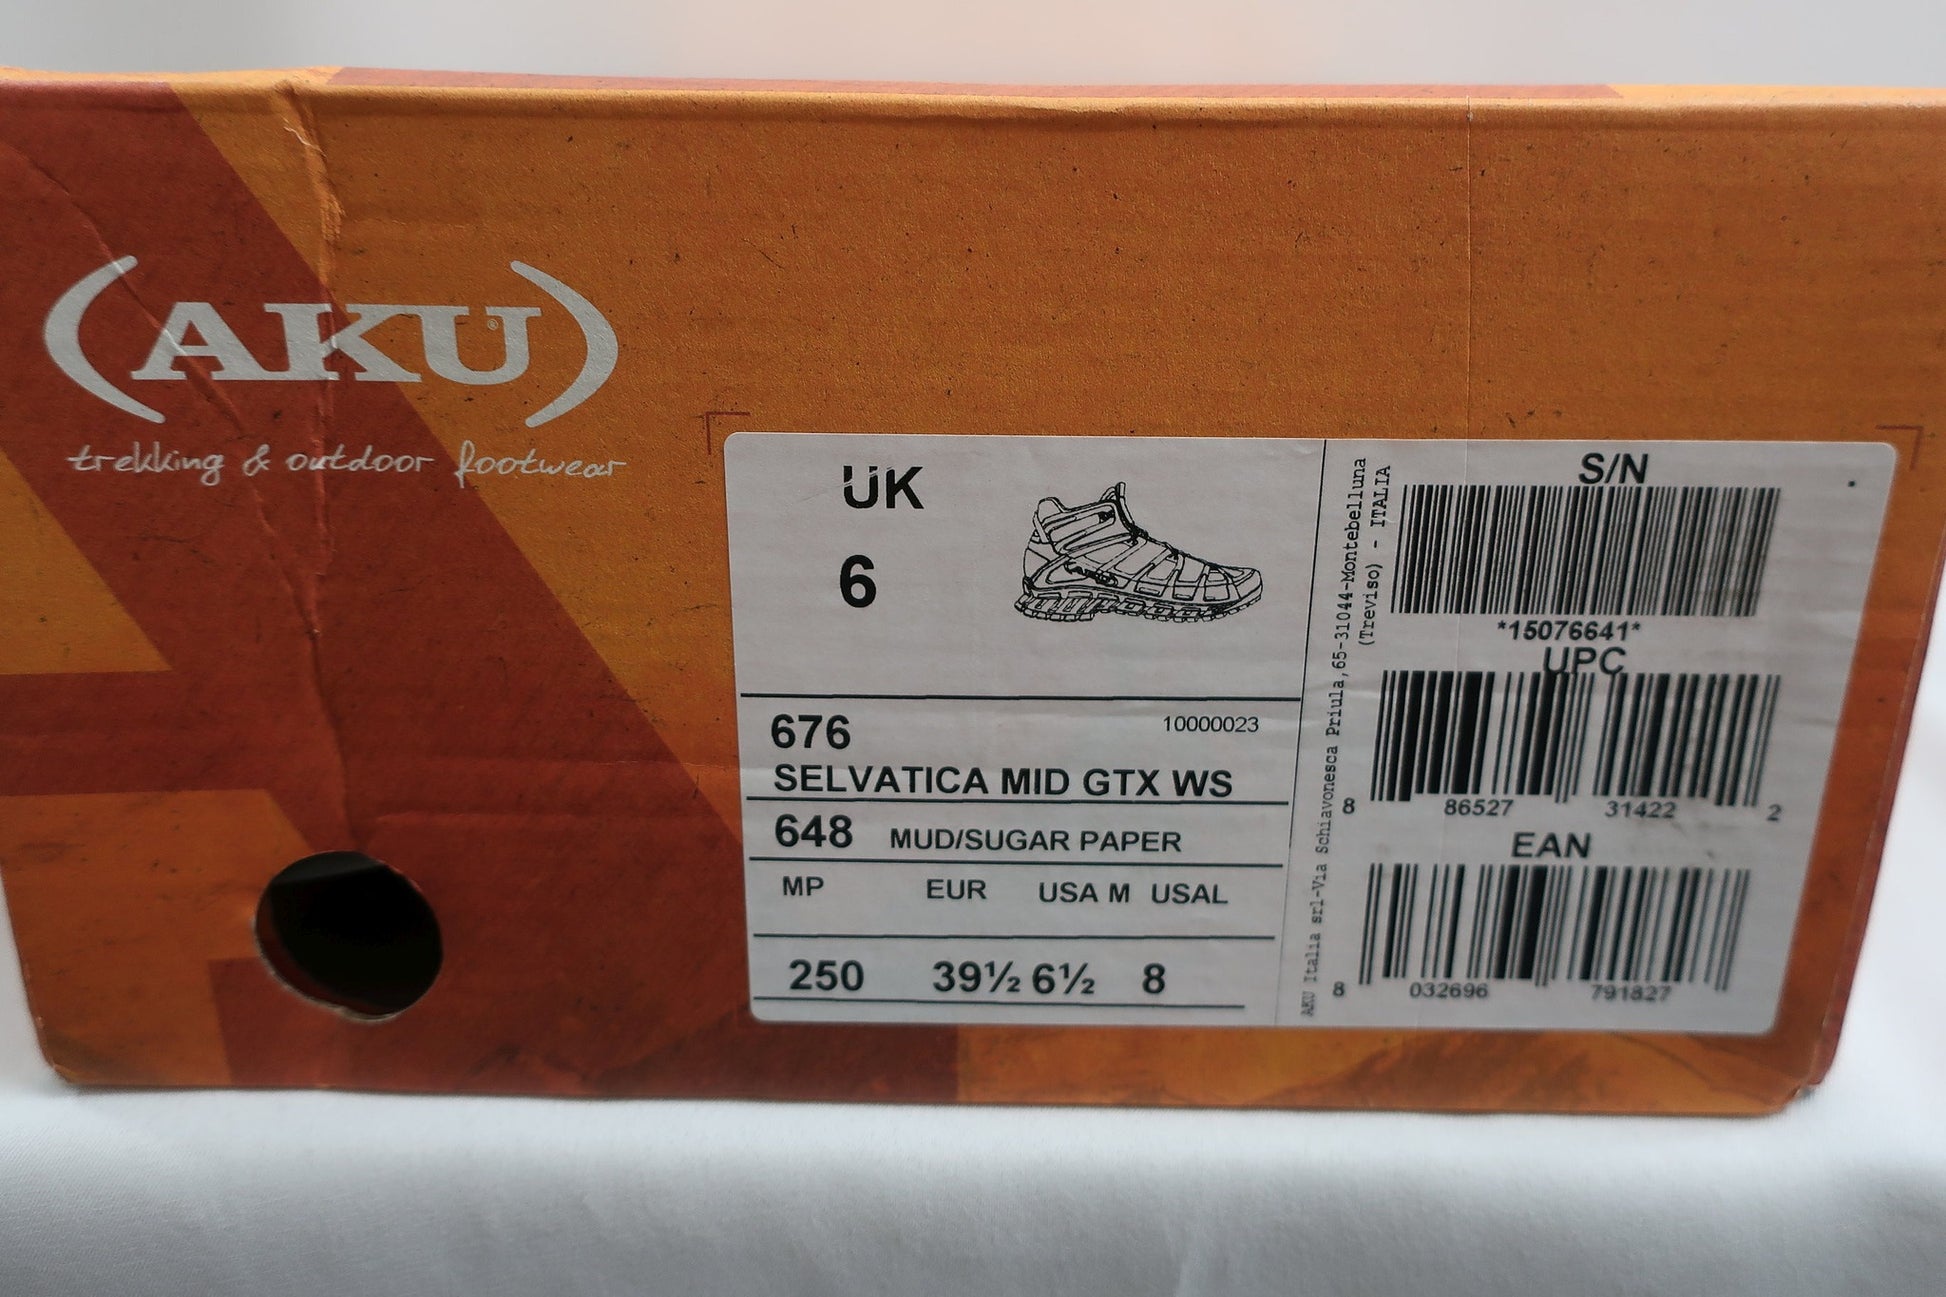 (AKU®)
trekking & outdoor footwear
UK
6
676 10000023
SELVATICA MID GTX WS
648 MUD/SUGAR PAPER
MP EUR USA M USAL
250 39½ 6½ 8
AKU Italia srl-Via Schiavonesca Priula,65-31044-Montebelluna
(Treviso) - ITALIA
S/N
*15076641*
UPC
8 86527 31422 2
EAN
8 032696 791827